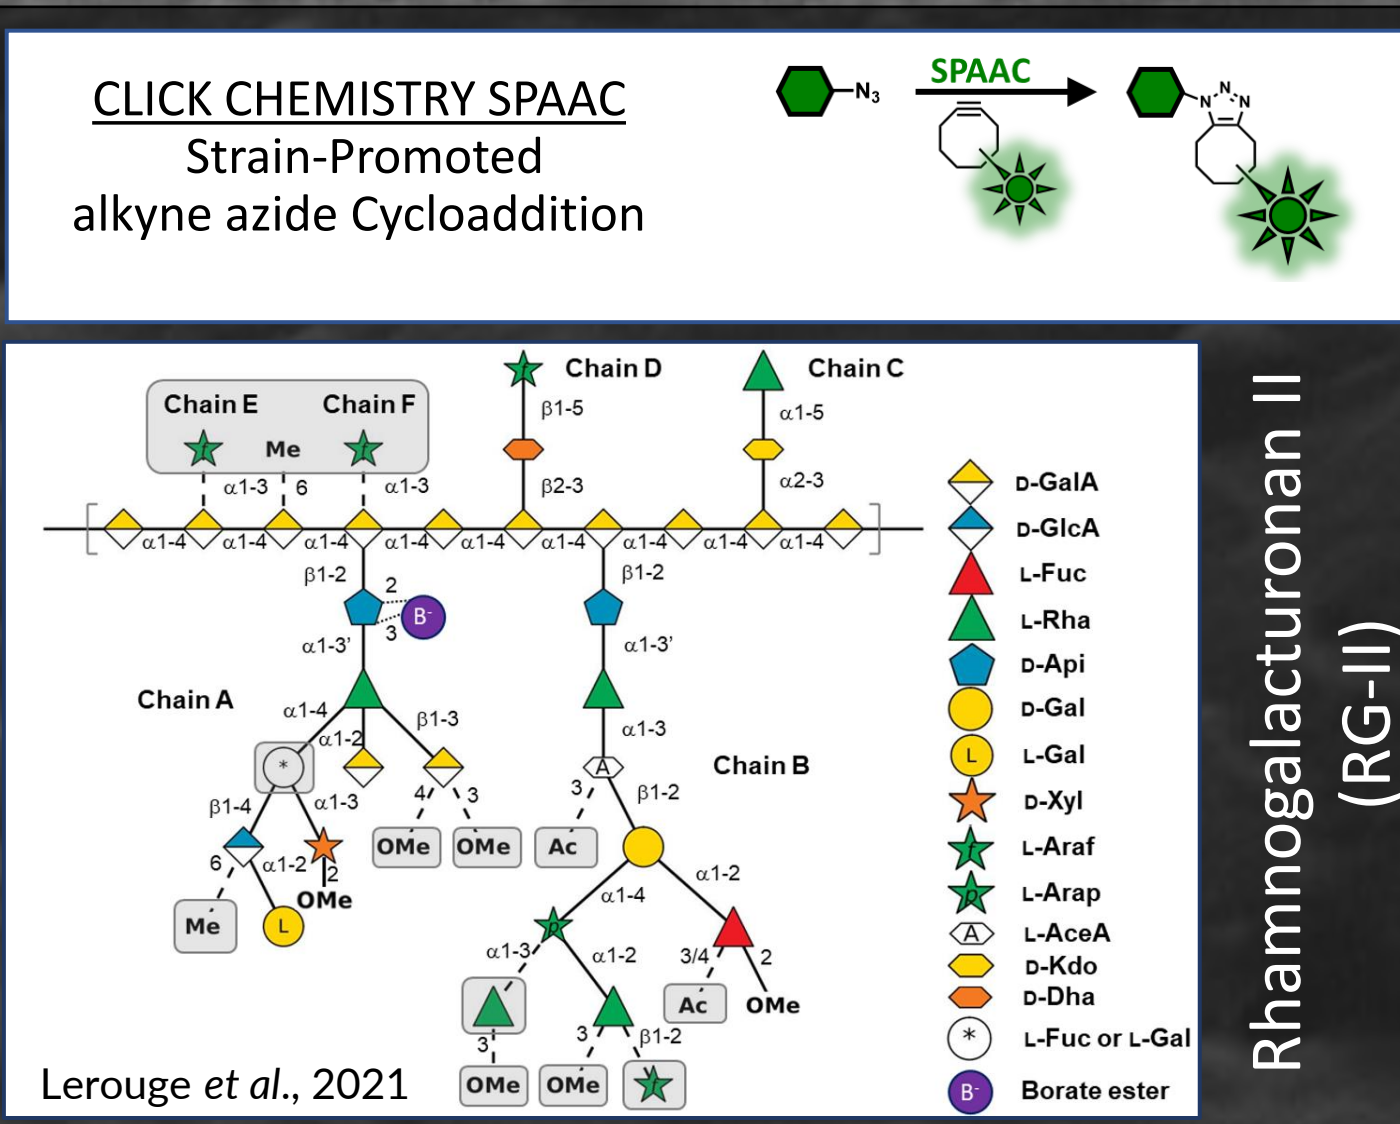 CLICK CHEMISTRY SPAAC
Strain-Promoted
alkyne azide Cycloaddition
N3
SPAAC
N
N
N
Chain D
Chain C
Chain E
Chain F
f
Me
f
f
β1-5
α1-5
β2-3
α2-3
α1-3
6
α1-3
α1-4
α1-4
α1-4
α1-4
α1-4
α1-4
α1-4
α1-4
α1-4
β1-2
2
B-
3
β1-2
α1-3’
α1-3’
Chain A
α1-4
α1-2
β1-3
α1-3
*
A
Chain B
β1-4
α1-3
4
3
3
β1-2
OMe
OMe
Ac
6
α1-2
2
OMe
α1-4
α1-2
Me
L
p
α1-3
α1-2
3/4
2
Ac
OMe
3
3
β1-2
OMe
OMe
f
Lerouge et al., 2021
D-GalA
D-GlcA
L-Fuc
L-Rha
D-Api
D-Gal
L L-Gal
D-Xyl
f L-Araf
p L-Arap
A L-AceA
D-Kdo
D-Dha
* L-Fuc or L-Gal
B- Borate ester
Rhamnogalacturonan II
(RG-II)